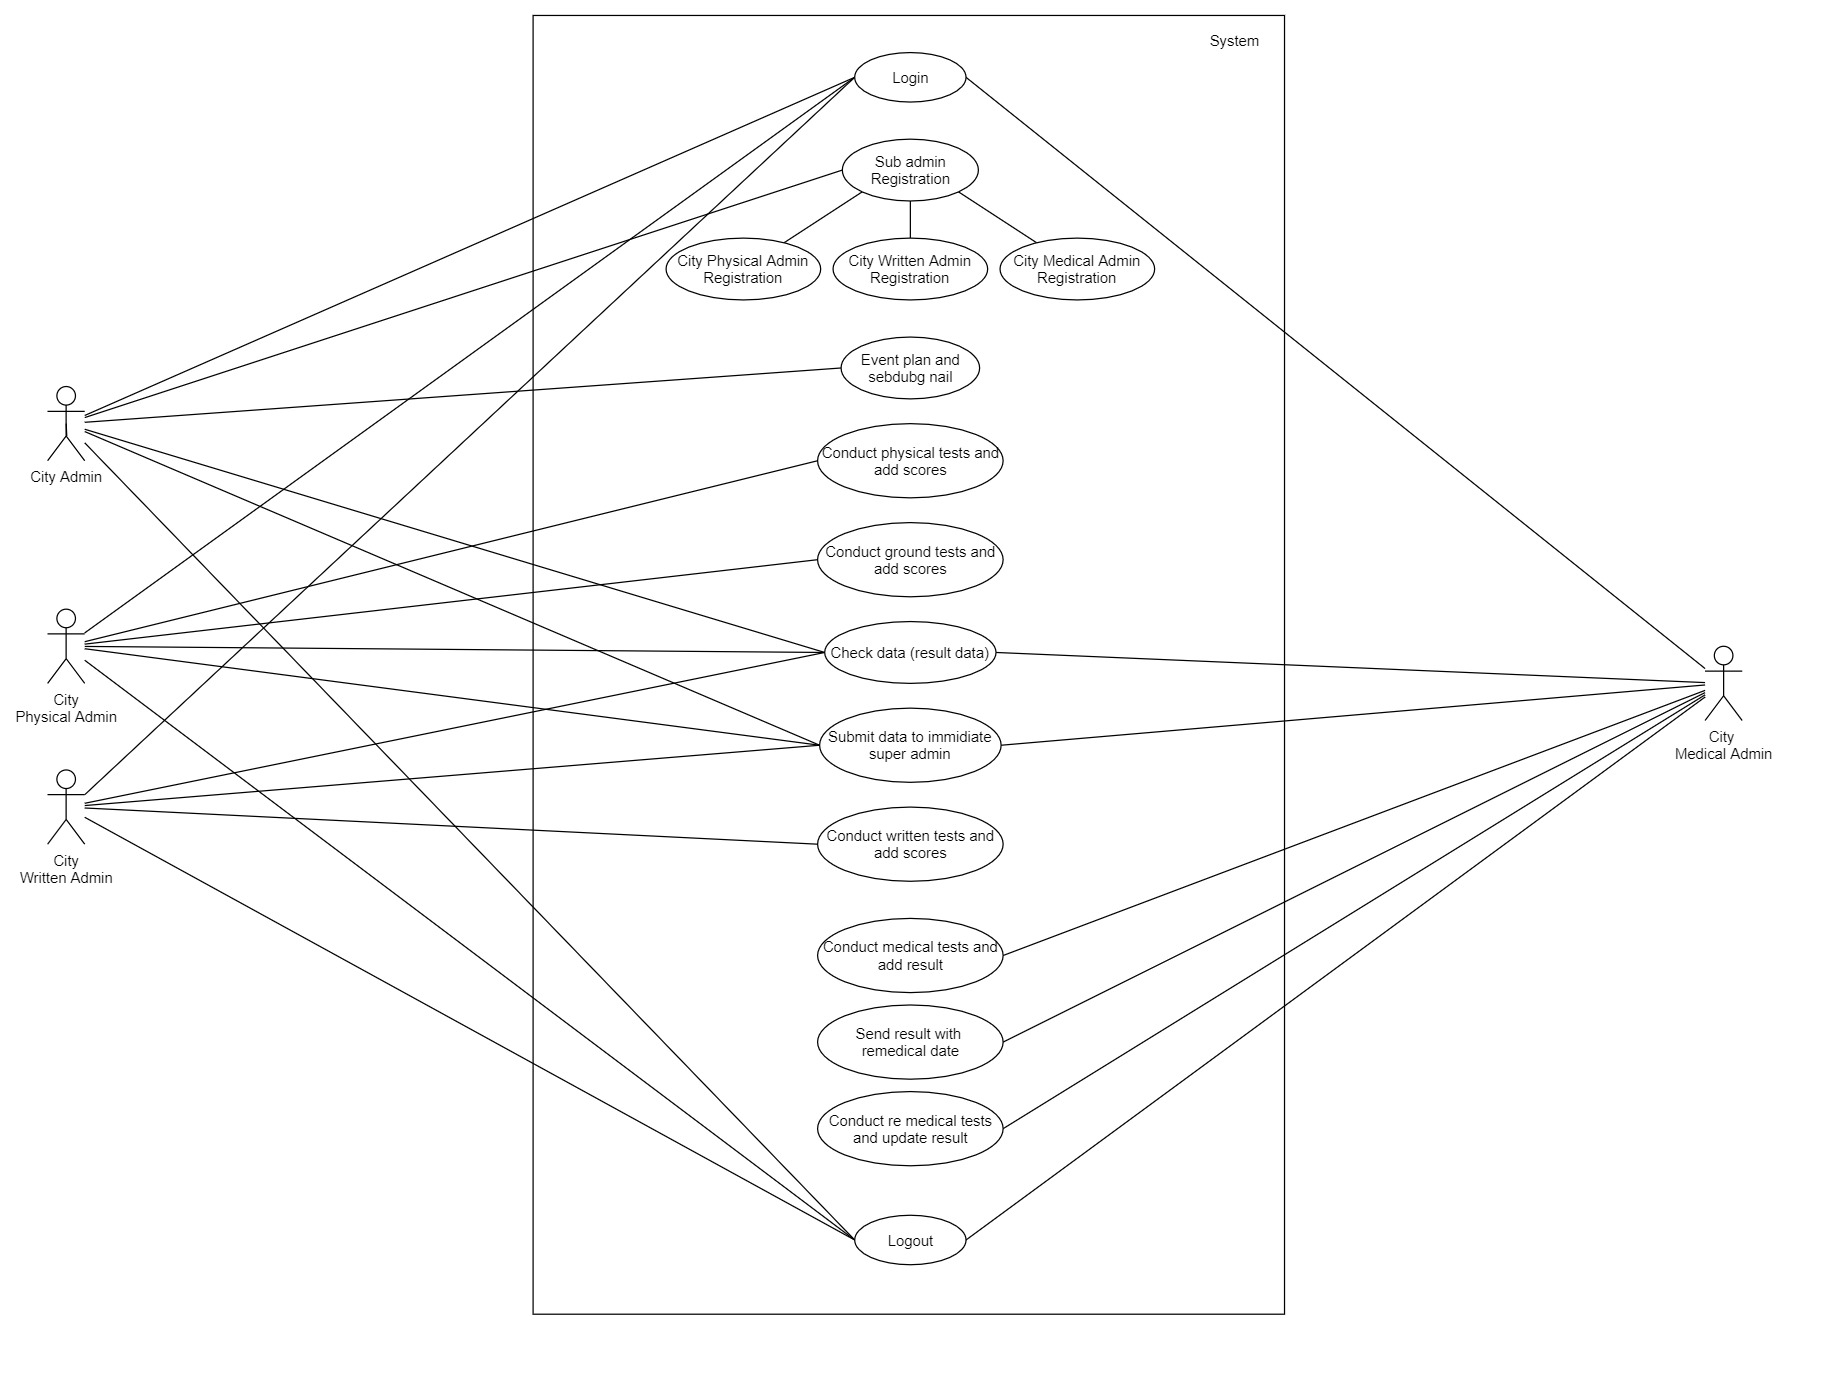 System
Login
Sub admin
Registration
City Physical Admin
Registration
City Written Admin
Registration
City Medical Admin
Registration
Event plan and
sebdubg nail
City Admin
Conduct physical tests and
add scores
Conduct ground tests and
add scores
Check data (result data)
City
Physical Admin
Submit data to immidiate
super admin
City
Medical Admin
Conduct written tests and
add scores
City
Written Admin
Conduct medical tests and
add result
Send result with
remedical date
Conduct re medical tests
and update result
Logout